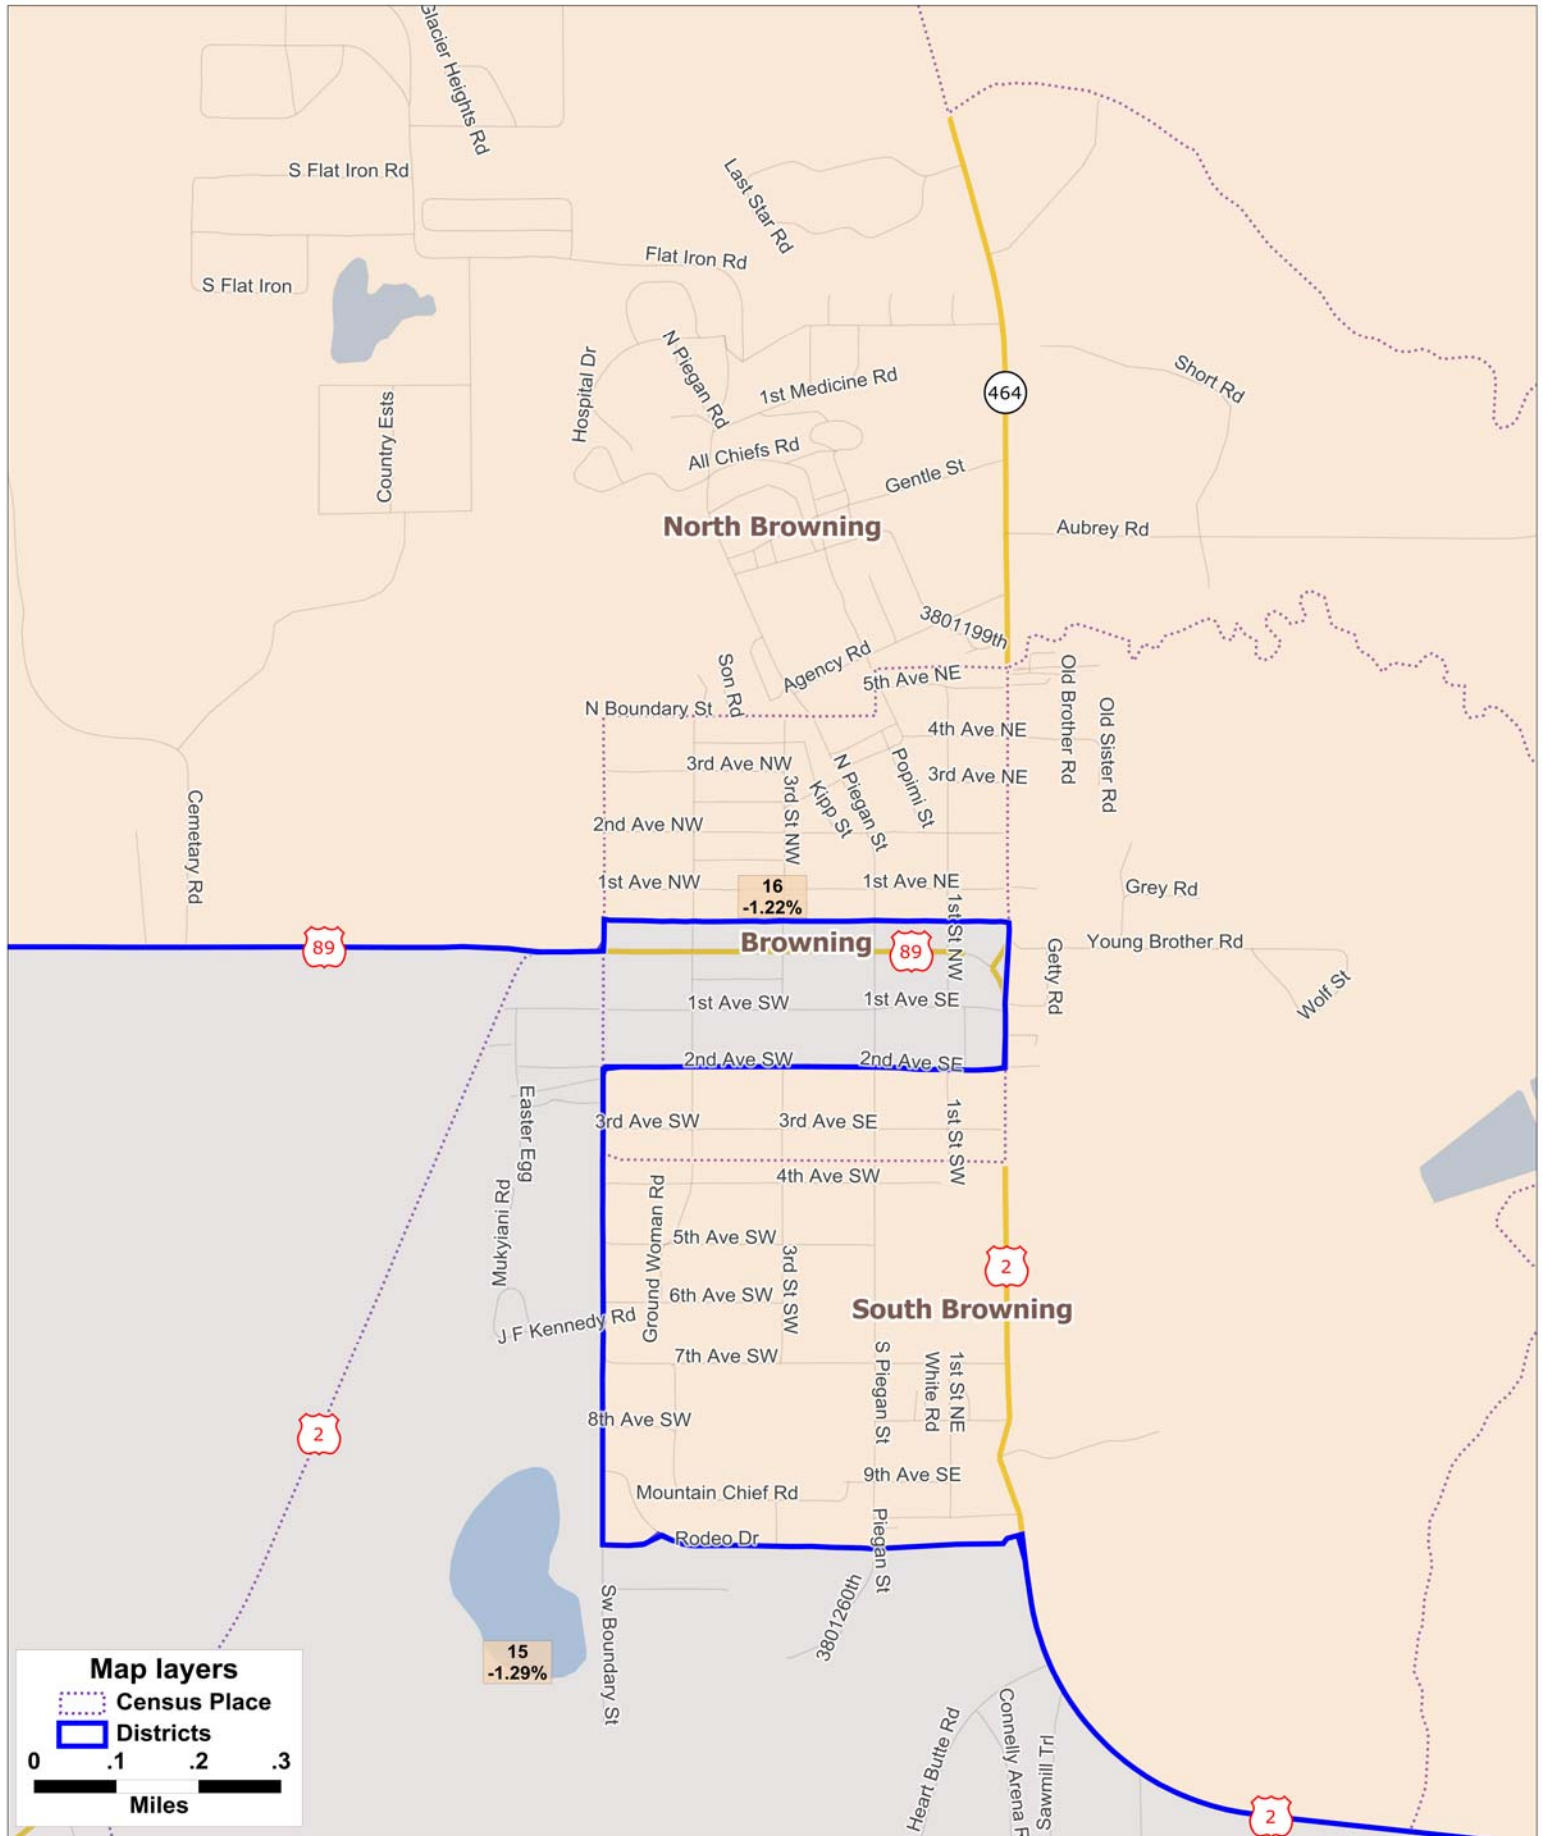 Glacier Heights Rd
S Flat Iron Rd
Last Star Rd
Flat Iron Rd
S Flat Iron
Hospital Dr
N Piegan Rd
1st Medicine Rd
464
Short Rd
Country Ests
All Chiefs Rd
Gentle St
North Browning
Aubrey Rd
3801199th
Son Rd
Agency Rd
5th Ave NE
Old Brother Rd
Old Sister Rd
N Boundary St
4th Ave NE
3rd Ave NW
3rd St NW
Kipp St
N Piegan St
Popimi St
3rd Ave NE
2nd Ave NW
Cemetary Rd
1st Ave NW
16
-1.22%
1st Ave NE
Grey Rd
89
Browning
89
1st St NW
Getty Rd
Young Brother Rd
Wolf St
1st Ave SW
1st Ave SE
2nd Ave SW
2nd Ave SE
Easter Egg
3rd Ave SW
3rd Ave SE
1st St SW
4th Ave SW
Mukyiani Rd
Ground Woman Rd
5th Ave SW
3rd St SW
2
6th Ave SW
South Browning
J F Kennedy Rd
7th Ave SW
S Piegan St
White Rd
1st St NE
8th Ave SW
2
9th Ave SE
Mountain Chief Rd
Rodeo Dr
Piegan St
Sw Boundary St
3801260th
15
-1.29%
Heart Butte Rd
Connelly Arena R
Sawmill Trl
2
Map layers
Census Place
Districts
0 .1 .2 .3
Miles